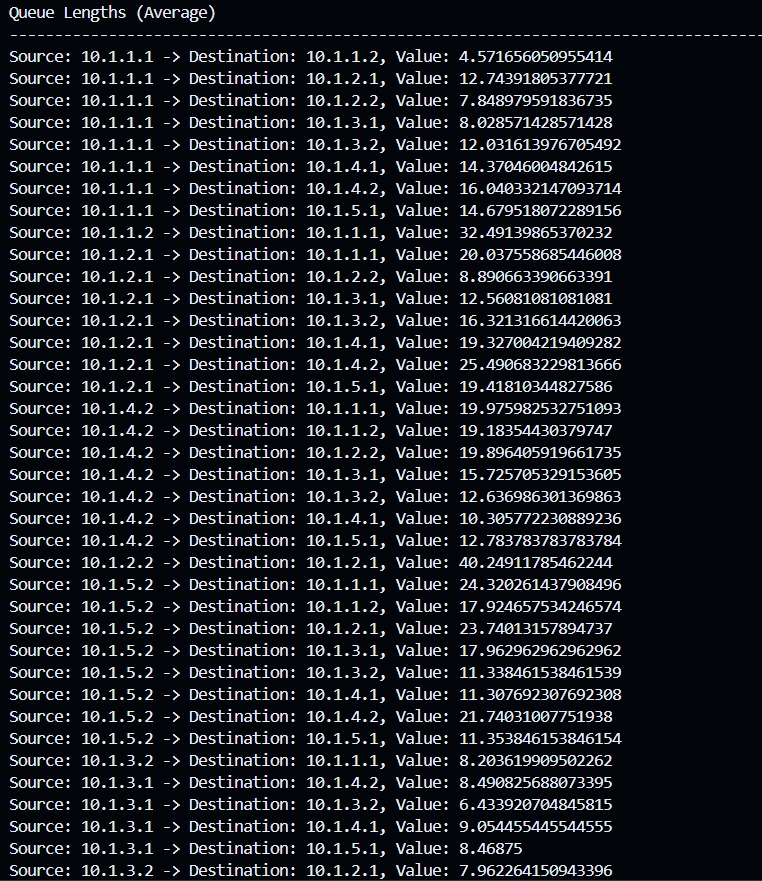 Queue Lengths (Average)
--------------------------------------------------------------------------------
Source: 10.1.1.1 -> Destination: 10.1.1.2, Value: 4.571656050955414
Source: 10.1.1.1 -> Destination: 10.1.2.1, Value: 12.74391805377721
Source: 10.1.1.1 -> Destination: 10.1.2.2, Value: 7.848979591836735
Source: 10.1.1.1 -> Destination: 10.1.3.1, Value: 8.028571428571428
Source: 10.1.1.1 -> Destination: 10.1.3.2, Value: 12.031613976705492
Source: 10.1.1.1 -> Destination: 10.1.4.1, Value: 14.37046004842615
Source: 10.1.1.1 -> Destination: 10.1.4.2, Value: 16.040332147093714
Source: 10.1.1.1 -> Destination: 10.1.5.1, Value: 14.679518072289156
Source: 10.1.1.2 -> Destination: 10.1.1.1, Value: 32.49139865370232
Source: 10.1.2.1 -> Destination: 10.1.1.1, Value: 20.037558685446008
Source: 10.1.2.1 -> Destination: 10.1.2.2, Value: 8.890663390663391
Source: 10.1.2.1 -> Destination: 10.1.3.1, Value: 12.56081081081081
Source: 10.1.2.1 -> Destination: 10.1.3.2, Value: 16.321316614420063
Source: 10.1.2.1 -> Destination: 10.1.4.1, Value: 19.327004219409282
Source: 10.1.2.1 -> Destination: 10.1.4.2, Value: 25.490683229813666
Source: 10.1.2.1 -> Destination: 10.1.5.1, Value: 19.41810344827586
Source: 10.1.4.2 -> Destination: 10.1.1.1, Value: 19.975982532751093
Source: 10.1.4.2 -> Destination: 10.1.1.2, Value: 19.18354430379747
Source: 10.1.4.2 -> Destination: 10.1.2.2, Value: 19.896405919661735
Source: 10.1.4.2 -> Destination: 10.1.3.1, Value: 15.725705329153605
Source: 10.1.4.2 -> Destination: 10.1.3.2, Value: 12.636986301369863
Source: 10.1.4.2 -> Destination: 10.1.4.1, Value: 10.305772230889236
Source: 10.1.4.2 -> Destination: 10.1.5.1, Value: 12.783783783783784
Source: 10.1.2.2 -> Destination: 10.1.2.1, Value: 40.24911785462244
Source: 10.1.5.2 -> Destination: 10.1.1.1, Value: 24.320261437908496
Source: 10.1.5.2 -> Destination: 10.1.1.2, Value: 17.924657534246574
Source: 10.1.5.2 -> Destination: 10.1.2.1, Value: 23.74013157894737
Source: 10.1.5.2 -> Destination: 10.1.3.1, Value: 17.962962962962962
Source: 10.1.5.2 -> Destination: 10.1.3.2, Value: 11.338461538461539
Source: 10.1.5.2 -> Destination: 10.1.4.1, Value: 11.307692307692308
Source: 10.1.5.2 -> Destination: 10.1.4.2, Value: 21.74031007751938
Source: 10.1.5.2 -> Destination: 10.1.5.1, Value: 11.353846153846154
Source: 10.1.3.2 -> Destination: 10.1.1.1, Value: 8.203619909502262
Source: 10.1.3.1 -> Destination: 10.1.4.2, Value: 8.490825688073395
Source: 10.1.3.1 -> Destination: 10.1.3.2, Value: 6.433920704845815
Source: 10.1.3.1 -> Destination: 10.1.4.1, Value: 9.054455445544555
Source: 10.1.3.1 -> Destination: 10.1.5.1, Value: 8.46875
Source: 10.1.3.2 -> Destination: 10.1.2.1, Value: 7.962264150943396